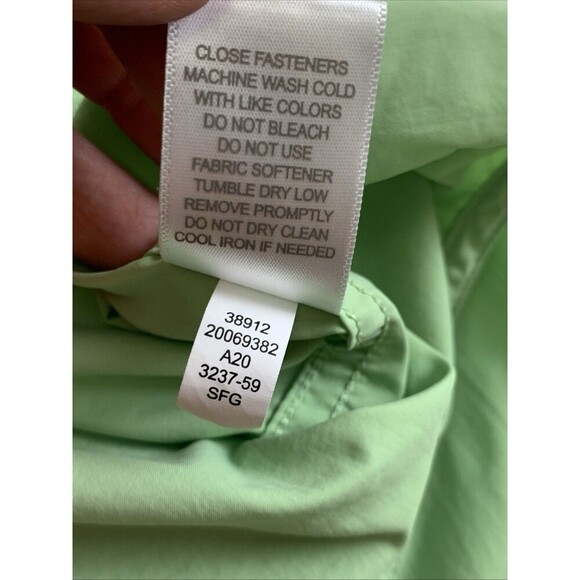 CLOSE FASTENERS
MACHINE WASH COLD
WITH LIKE COLORS
DO NOT BLEACH
DO NOT USE
FABRIC SOFTENER
TUMBLE DRY LOW
REMOVE PROMPTLY
DO NOT DRY CLEAN
COOL IRON IF NEEDED
38912
20069382
A20
3237-59
SFG